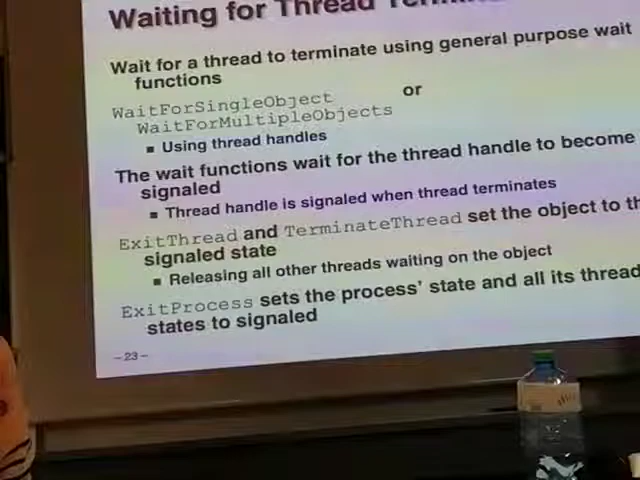 Waiting for Thread
Wait for a thread to terminate using general purpose wait
functions
WaitForSingleObject or
WaitForMultipleObjects
▪ Using thread handles
The wait functions wait for the thread handle to become
signaled
▪ Thread handle is signaled when thread terminates
ExitThread and TerminateThread set the object to
signaled state
▪ Releasing all other threads waiting on the object
ExitProcess sets the process’ state and all its thread
states to signaled
– 23 –